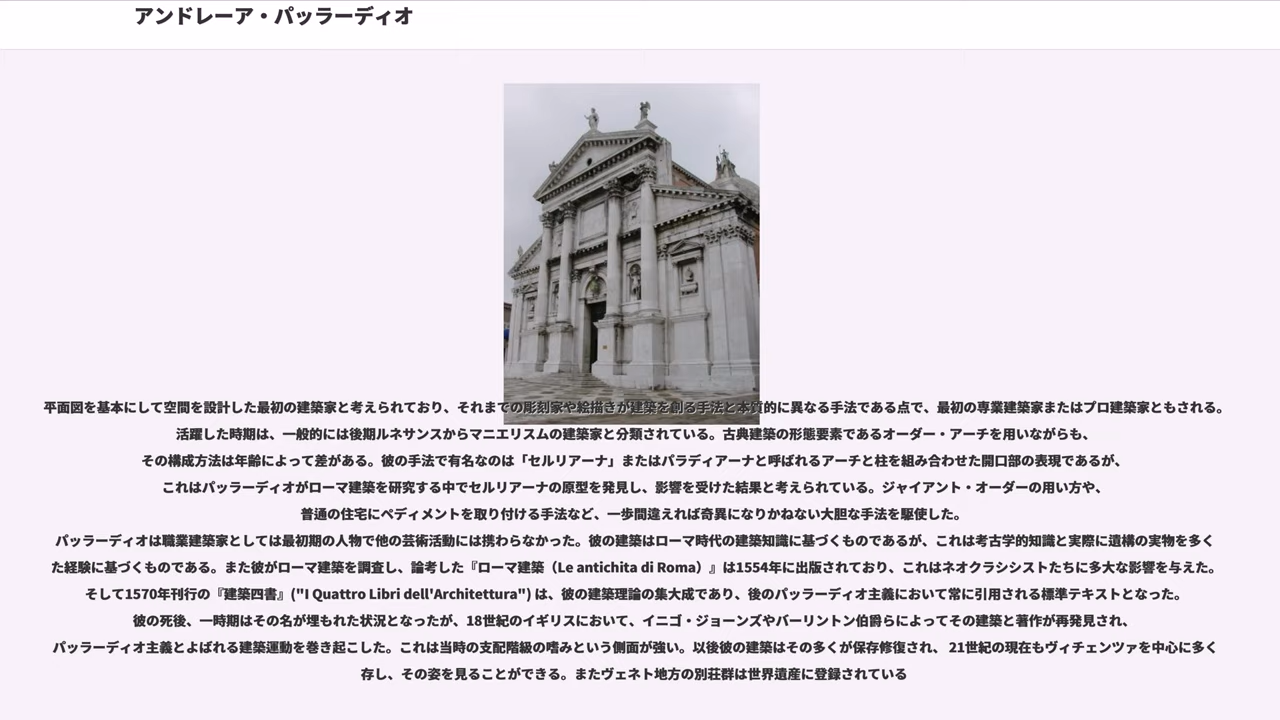 アンドレーア・パッラーディオ
平面図を基本にして空間を設計した最初の建築家と考えられており、それまでの彫刻家や絵描きが建築を創る手法と本質的に異なる手法である点で、最初の専業建築家またはプロ建築家ともされる。
活躍した時期は、一般的には後期ルネサンスからマニエリスムの建築家と分類されている。古典建築の形態要素であるオーダー・アーチを用いながらも、
その構成方法は年齢によって差がある。彼の手法で有名なのは「セルリアーナ」またはパラディアーナと呼ばれるアーチと柱を組み合わせた開口部の表現であるが、
これはパッラーディオがローマ建築を研究する中でセルリアーナの原型を発見し、影響を受けた結果と考えられている。ジャイアント・オーダーの用い方や、
普通の住宅にペディメントを取り付ける手法など、一歩間違えれば奇異になりかねない大胆な手法を駆使した。
パッラーディオは職業建築家としては最初期の人物で他の芸術活動には携わらなかった。彼の建築はローマ時代の建築知識に基づくものであるが、これは考古学的知識と実際に遺構の実物を多く
た経験に基づくものである。また彼がローマ建築を調査し、論考した『ローマ建築（Le antichita di Roma）』は1554年に出版されており、これはネオクラシシストたちに多大な影響を与えた。
そして1570年刊行の『建築四書』("I Quattro Libri dell'Architettura") は、彼の建築理論の集大成であり、後のパッラーディオ主義において常に引用される標準テキストとなった。
彼の死後、一時期はその名が埋もれた状況となったが、18世紀のイギリスにおいて、イニゴ・ジョーンズやバーリントン伯爵らによってその建築と著作が再発見され、
パッラーディオ主義とよばれる建築運動を巻き起こした。これは当時の支配階級の嗜みという側面が強い。以後彼の建築はその多くが保存修復され、 21世紀の現在もヴィチェンツァを中心に多く
存し、その姿を見ることができる。またヴェネト地方の別荘群は世界遺産に登録されている